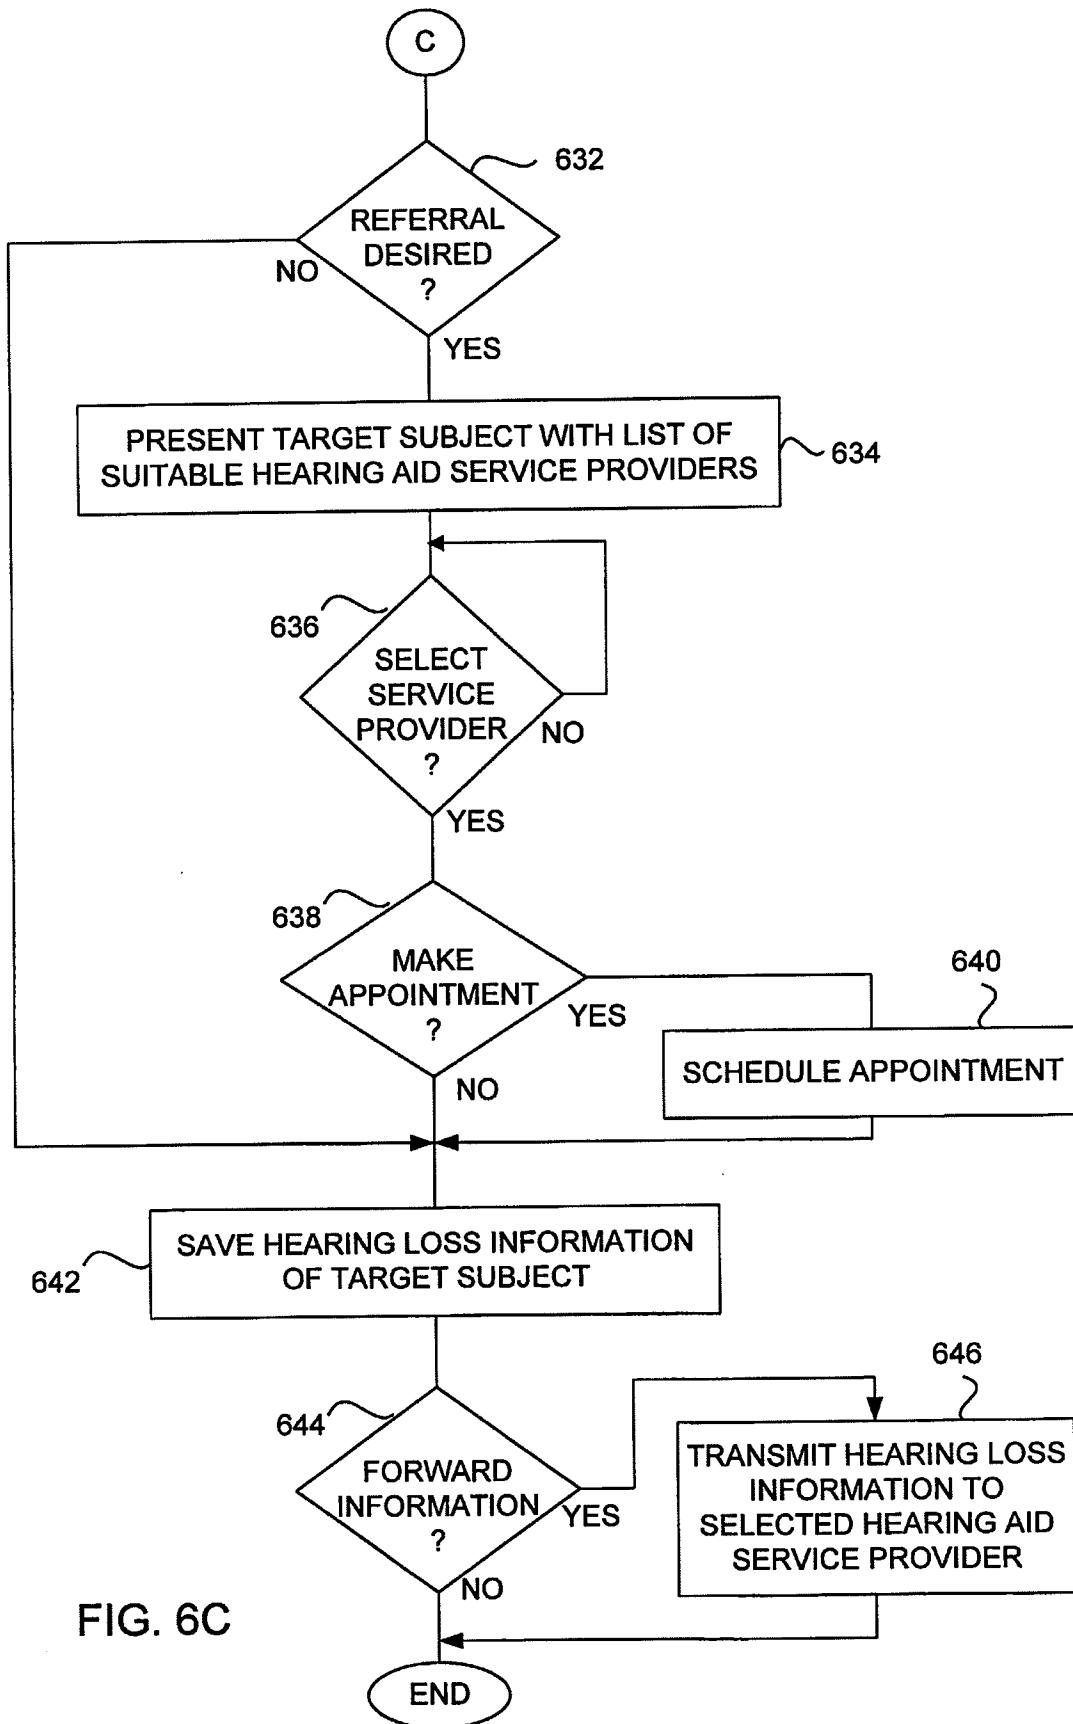 C
632
REFERRAL
DESIRED
?
NO
YES
PRESENT TARGET SUBJECT WITH LIST OF
SUITABLE HEARING AID SERVICE PROVIDERS
634
636
SELECT
SERVICE
PROVIDER
?
NO
YES
638
MAKE
APPOINTMENT
?
YES
NO
640
SCHEDULE APPOINTMENT
SAVE HEARING LOSS INFORMATION
OF TARGET SUBJECT
642
644
FORWARD
INFORMATION
?
YES
NO
646
TRANSMIT HEARING LOSS
INFORMATION TO
SELECTED HEARING AID
SERVICE PROVIDER
FIG. 6C
END